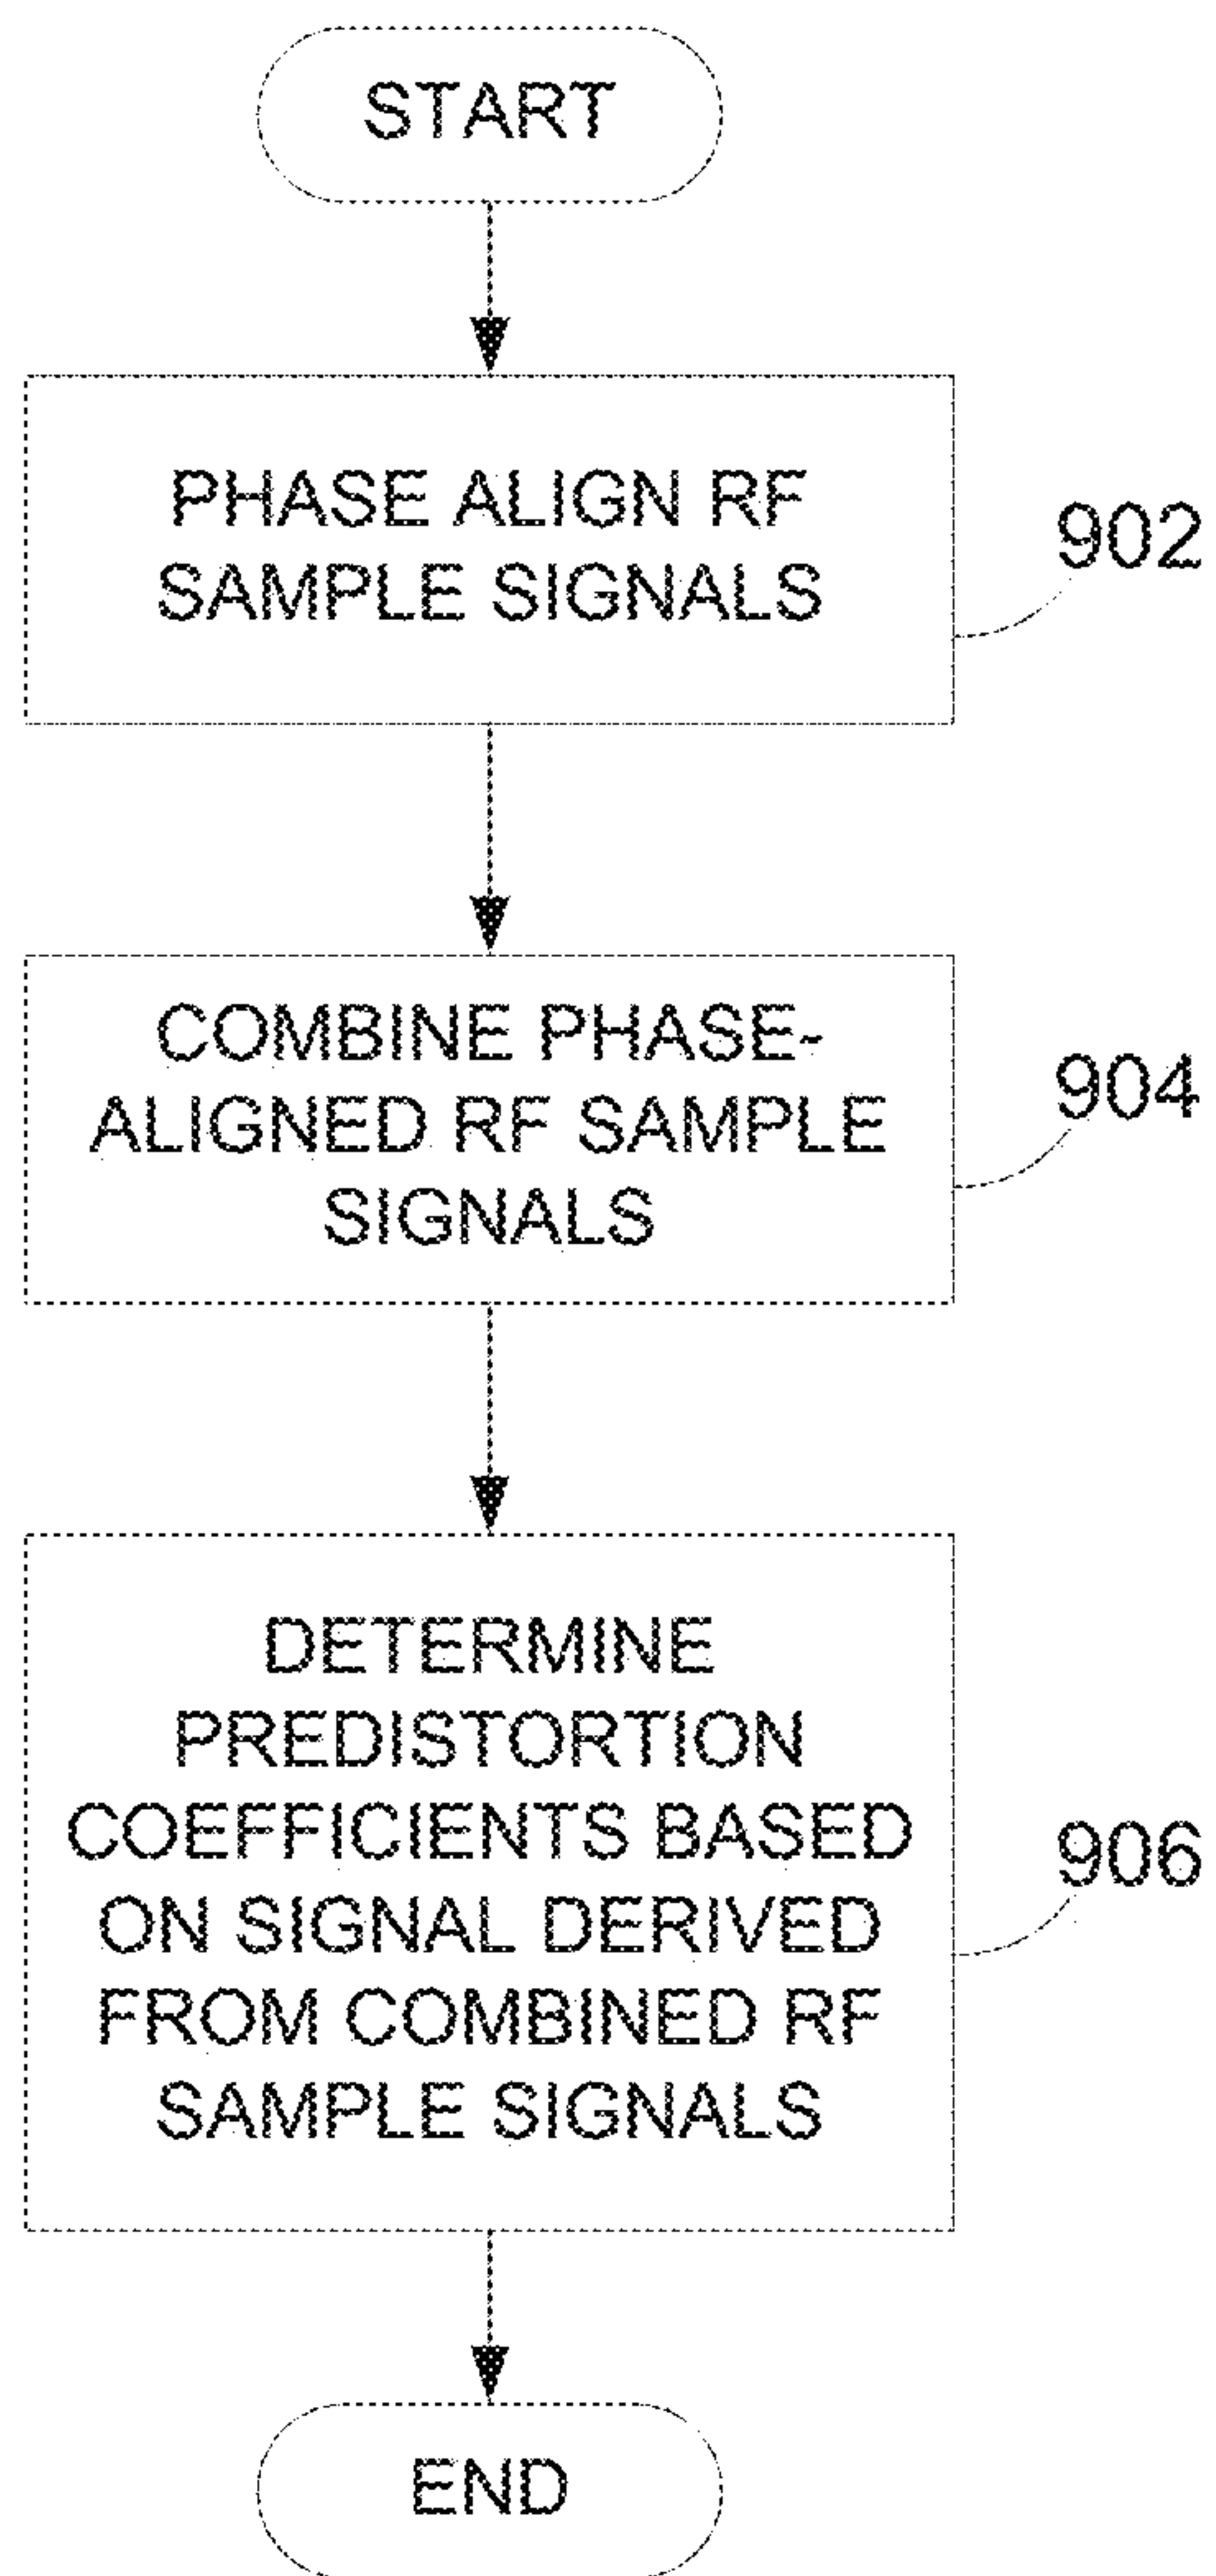 START
PHASE ALIGN RF
SAMPLE SIGNALS
902
COMBINE PHASE-
ALIGNED RF SAMPLE
SIGNALS
904
DETERMINE
PREDISTORTION
COEFFICIENTS BASED
ON SIGNAL DERIVED
FROM COMBINED RF
SAMPLE SIGNALS
906
END